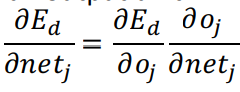 ∂E_d/∂net_j = ∂E_d/∂o_j ∂o_j/∂net_j